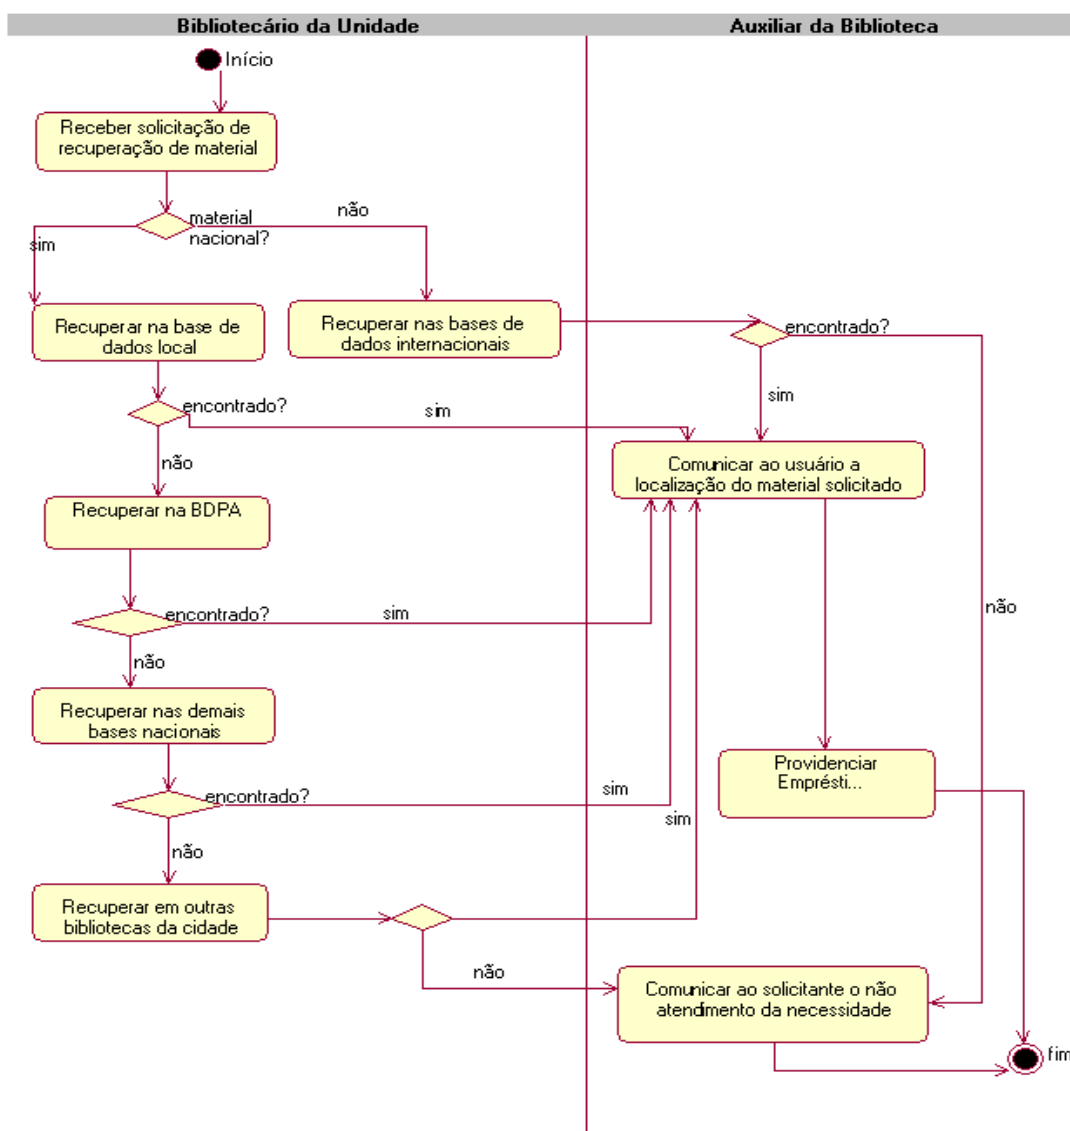 Bibliotecário da Unidade
Auxiliar da Biblioteca
Início
Receber solicitação de
recuperação de material
material
nacional?
não
sim
Recuperar na base de
dados local
Recuperar nas bases de
dados internacionais
encontrado?
sim
encontrado?
sim
não
Comunicar ao usuário a
localização do material solicitado
Recuperar na BDPA
encontrado?
sim
não
não
Recuperar nas demais
bases nacionais
Providenciar
Emprésti...
encontrado?
sim
sim
não
Recuperar em outras
bibliotecas da cidade
não
Comunicar ao solicitante o não
atendimento da necessidade
fim